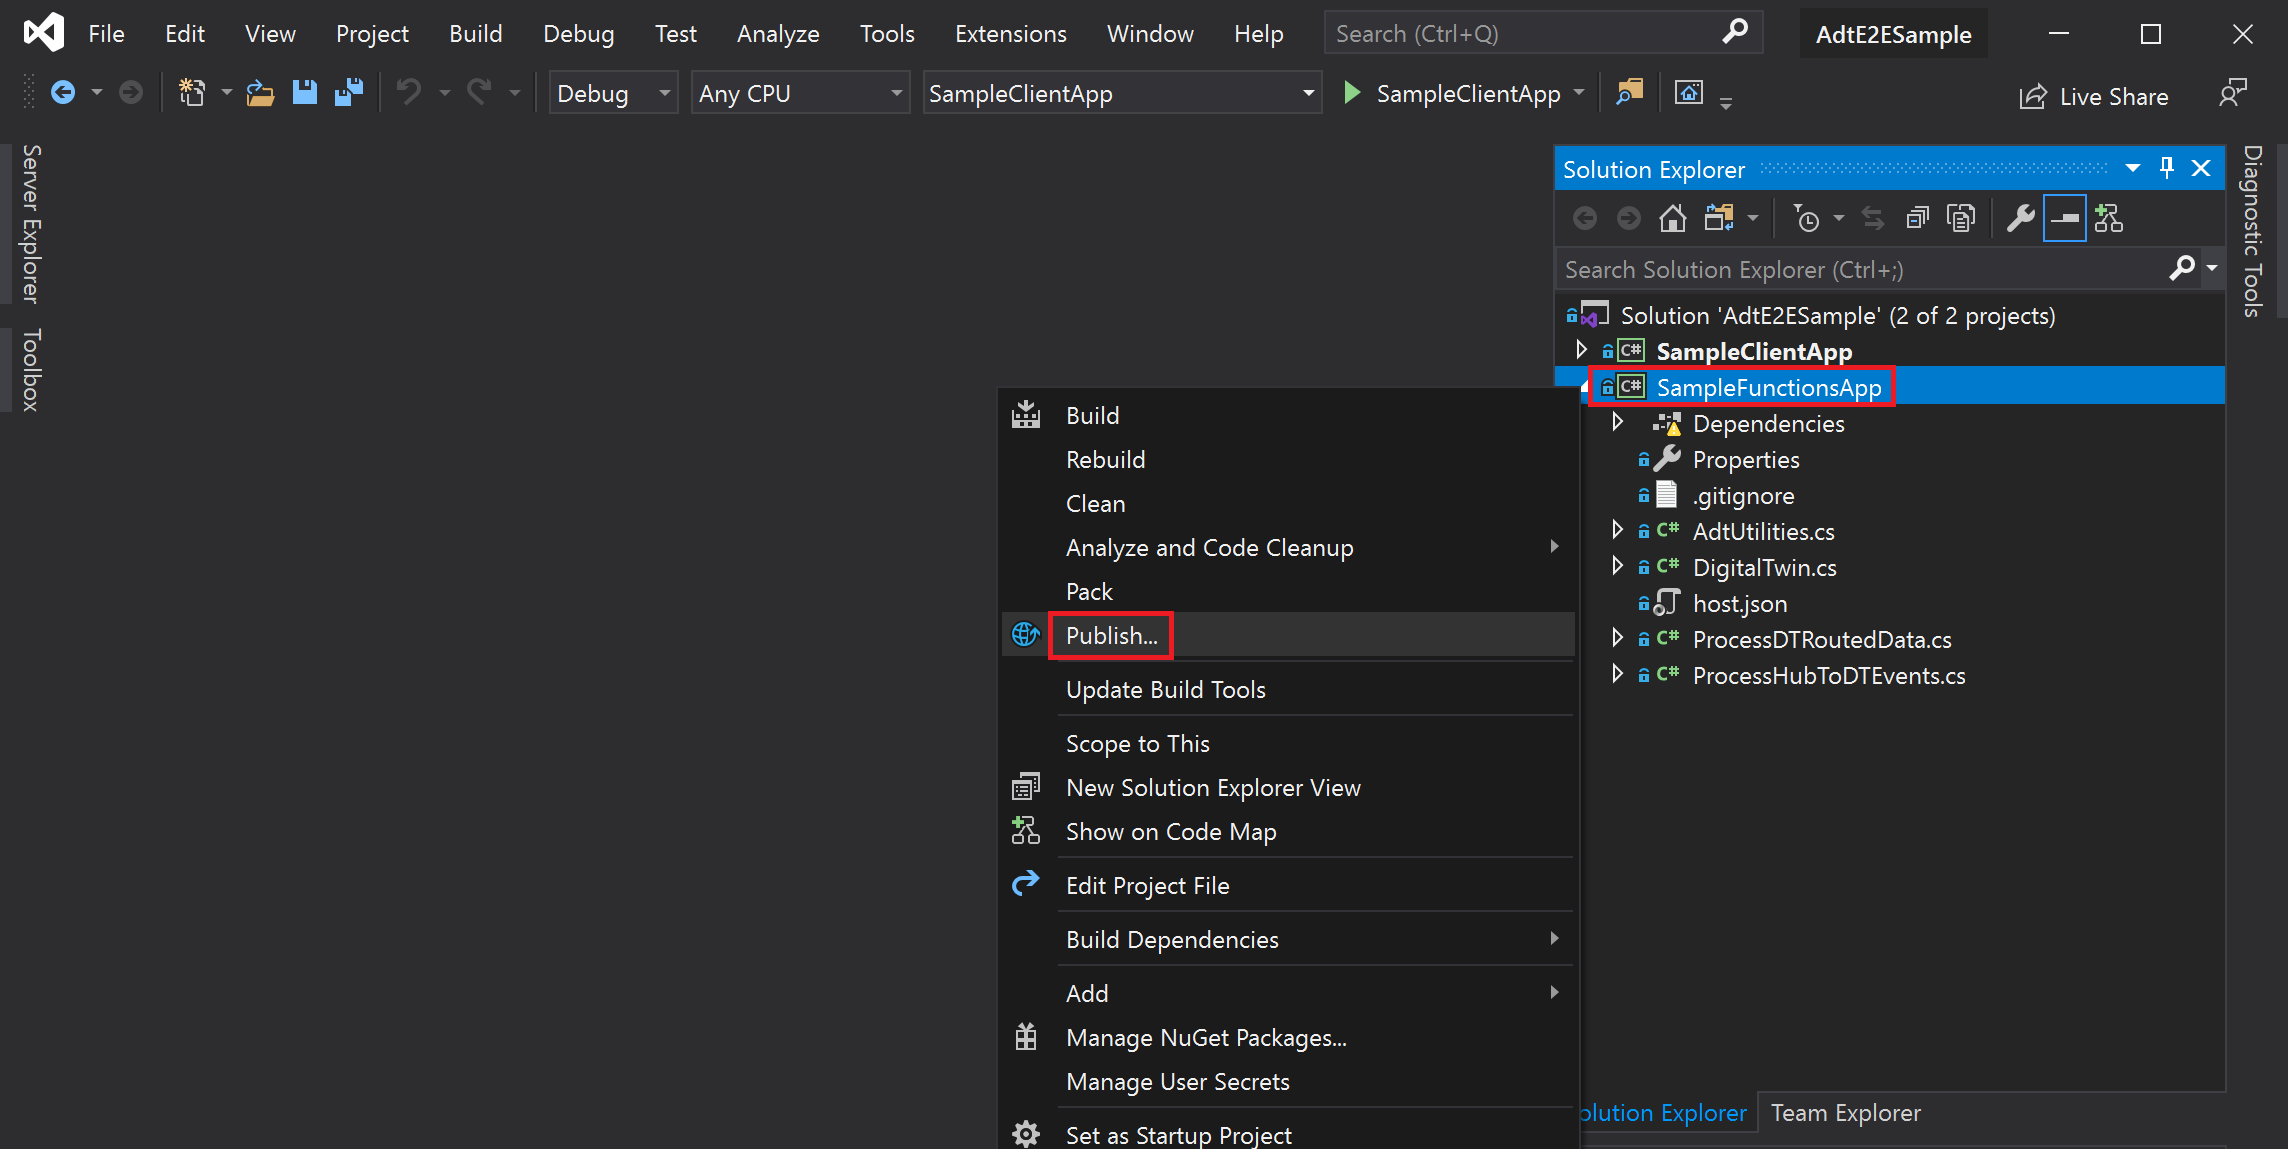 File Edit View Project Build Debug Test Analyze Tools Extensions Window Help Search (Ctrl+Q) AdtE2ESample
Debug Any CPU SampleClientApp SampleClientApp Live Share
Server Explorer
Toolbox
Solution Explorer
Search Solution Explorer (Ctrl+;)
Solution 'AdtE2ESample' (2 of 2 projects)
C# SampleClientApp
C# SampleFunctionsApp
Dependencies
Properties
.gitignore
C# AdtUtilities.cs
C# DigitalTwin.cs
host.json
C# ProcessDTRoutedData.cs
C# ProcessHubToDTEvents.cs
olution Explorer Team Explorer
Diagnostic Tools
Build
Rebuild
Clean
Analyze and Code Cleanup
Pack
Publish...
Update Build Tools
Scope to This
New Solution Explorer View
Show on Code Map
Edit Project File
Build Dependencies
Add
Manage NuGet Packages...
Manage User Secrets
Set as Startup Project